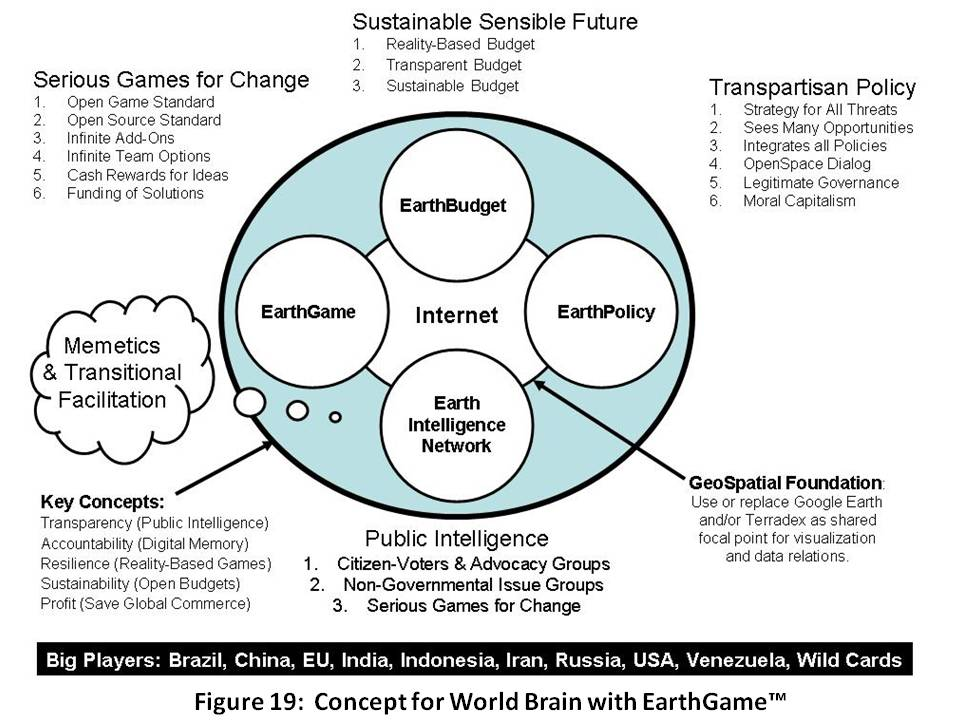 Sustainable Sensible Future
1. Reality-Based Budget
2. Transparent Budget
3. Sustainable Budget
Serious Games for Change
1. Open Game Standard
2. Open Source Standard
3. Infinite Add-Ons
4. Infinite Team Options
5. Cash Rewards for Ideas
6. Funding of Solutions
Transpartisan Policy
1. Strategy for All Threats
2. Sees Many Opportunities
3. Integrates all Policies
4. OpenSpace Dialog
5. Legitimate Governance
6. Moral Capitalism
EarthBudget
EarthGame
Internet
EarthPolicy
Earth
Intelligence
Network
Memetics
& Transitional
Facilitation
Key Concepts:
Transparency (Public Intelligence)
Accountability (Digital Memory)
Resilience (Reality-Based Games)
Sustainability (Open Budgets)
Profit (Save Global Commerce)
Public Intelligence
1. Citizen-Voters & Advocacy Groups
2. Non-Governmental Issue Groups
3. Serious Games for Change
GeoSpatial Foundation:
Use or replace Google Earth
and/or Terradex as shared
focal point for visualization
and data relations.
Big Players: Brazil, China, EU, India, Indonesia, Iran, Russia, USA, Venezuela, Wild Cards
Figure 19: Concept for World Brain with EarthGame™